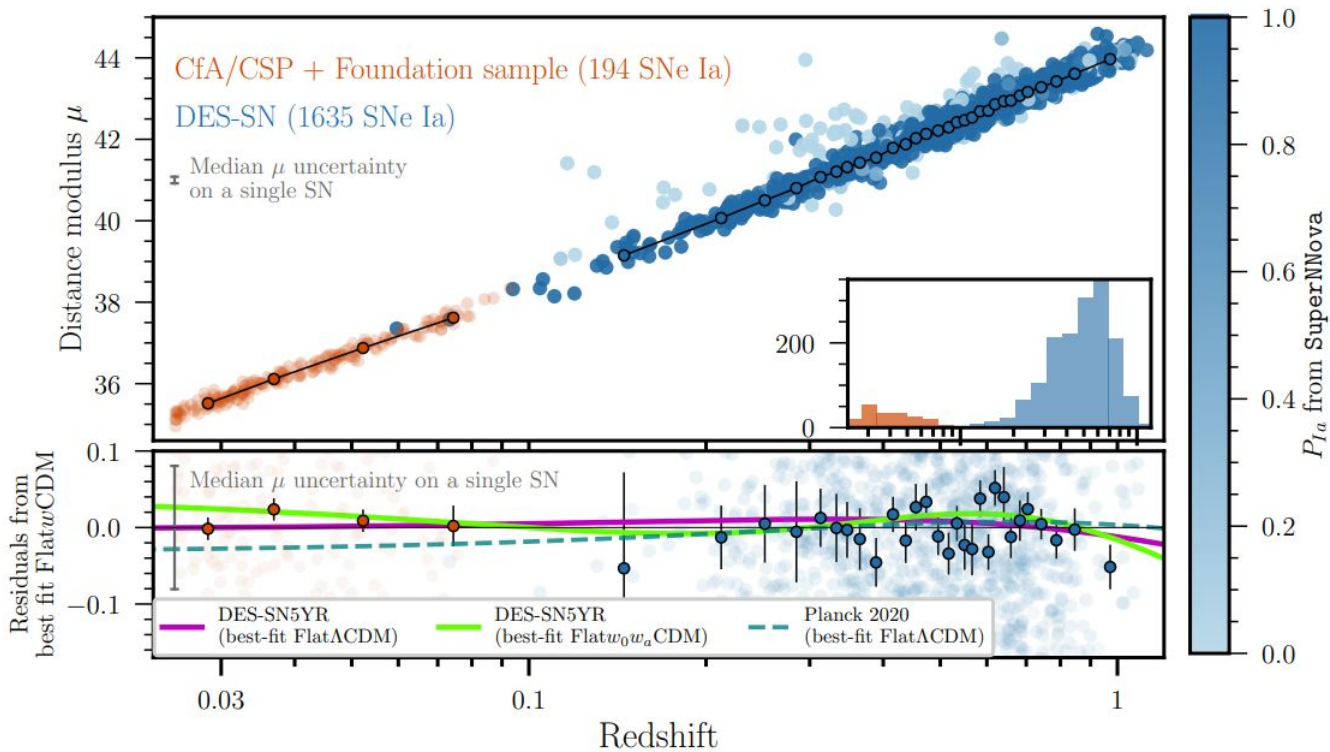 44
42
40
38
36
Distance modulus μ
CfA/CSP + Foundation sample (194 SNe Ia)
DES-SN (1635 SNe Ia)
Median μ uncertainty
on a single SN
200
0
1.0
0.8
0.6
0.4
0.2
0.0
P_{Ia} from SuperNNova
0.1
0.0
−0.1
Residuals from
best fit FlatwCDM
Median μ uncertainty on a single SN
DES-SN5YR
(best-fit FlatΛCDM)
DES-SN5YR
(best-fit Flatw₀wₐCDM)
Planck 2020
(best-fit FlatΛCDM)
0.03
0.1
1
Redshift